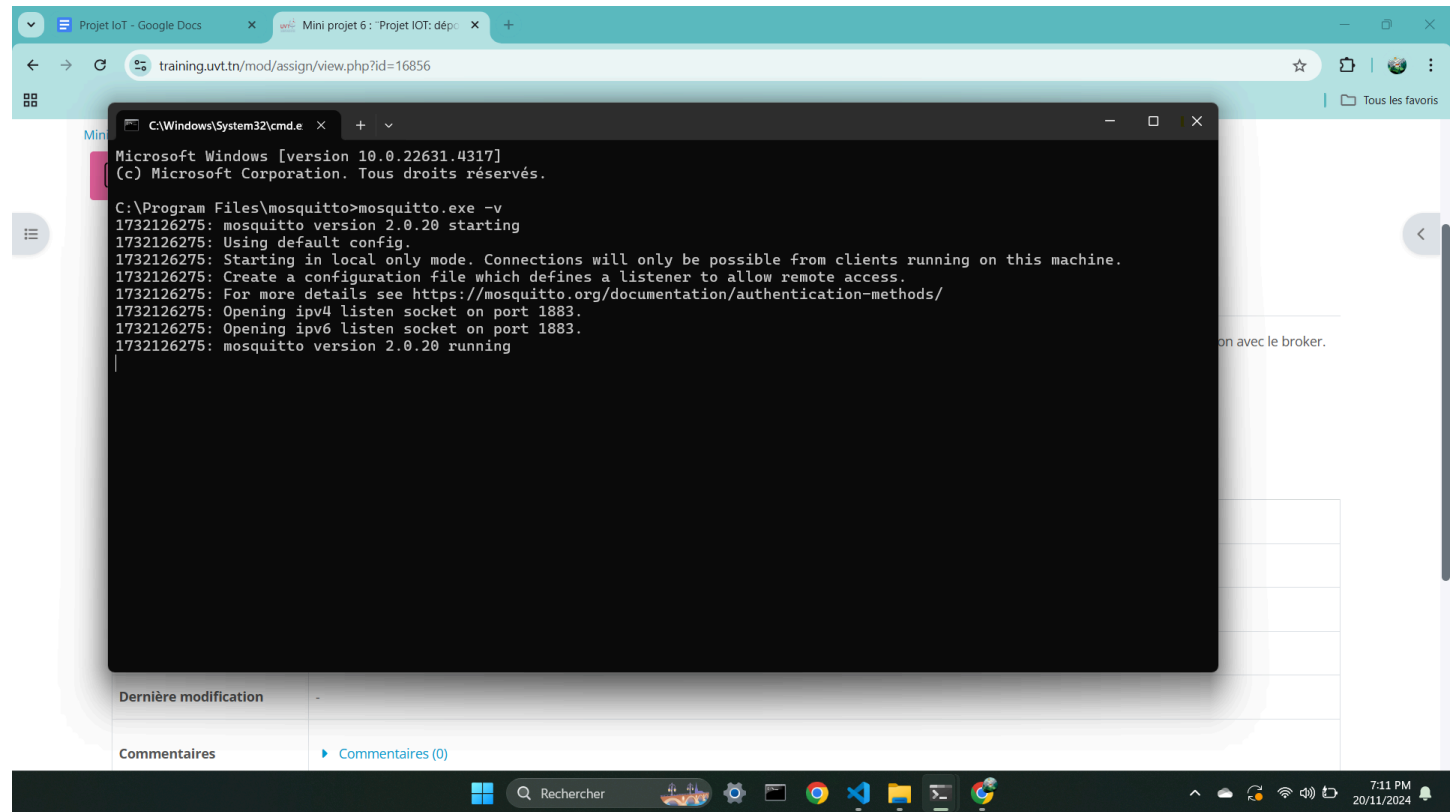 Projet IoT - Google Docs
Mini projet 6 : "Projet IOT: dépo
training.uvt.tn/mod/assign/view.php?id=16856
Tous les favoris
Mini
C:\Windows\System32\cmd.e
Microsoft Windows [version 10.0.22631.4317]
(c) Microsoft Corporation. Tous droits réservés.
C:\Program Files\mosquitto>mosquitto.exe -v
1732126275: mosquitto version 2.0.20 starting
1732126275: Using default config.
1732126275: Starting in local only mode. Connections will only be possible from clients running on this machine.
1732126275: Create a configuration file which defines a listener to allow remote access.
1732126275: For more details see https://mosquitto.org/documentation/authentication-methods/
1732126275: Opening ipv4 listen socket on port 1883.
1732126275: Opening ipv6 listen socket on port 1883.
1732126275: mosquitto version 2.0.20 running
on avec le broker.
Dernière modification
-
Commentaires
Commentaires (0)
Rechercher
7:11 PM
20/11/2024